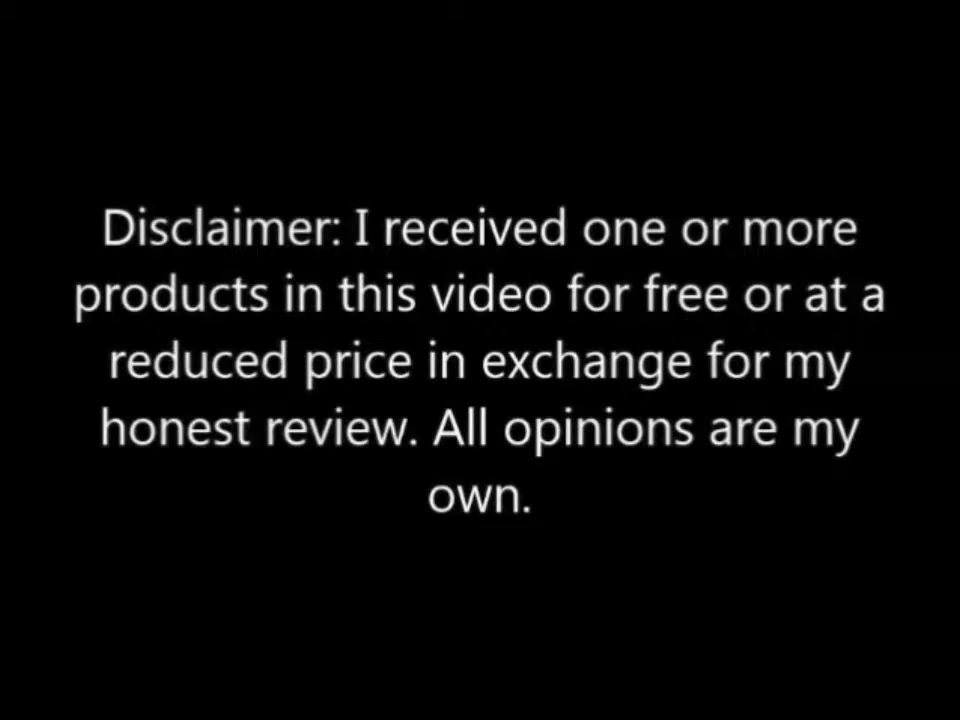 Disclaimer: I received one or more
products in this video for free or at a
reduced price in exchange for my
honest review. All opinions are my
own.